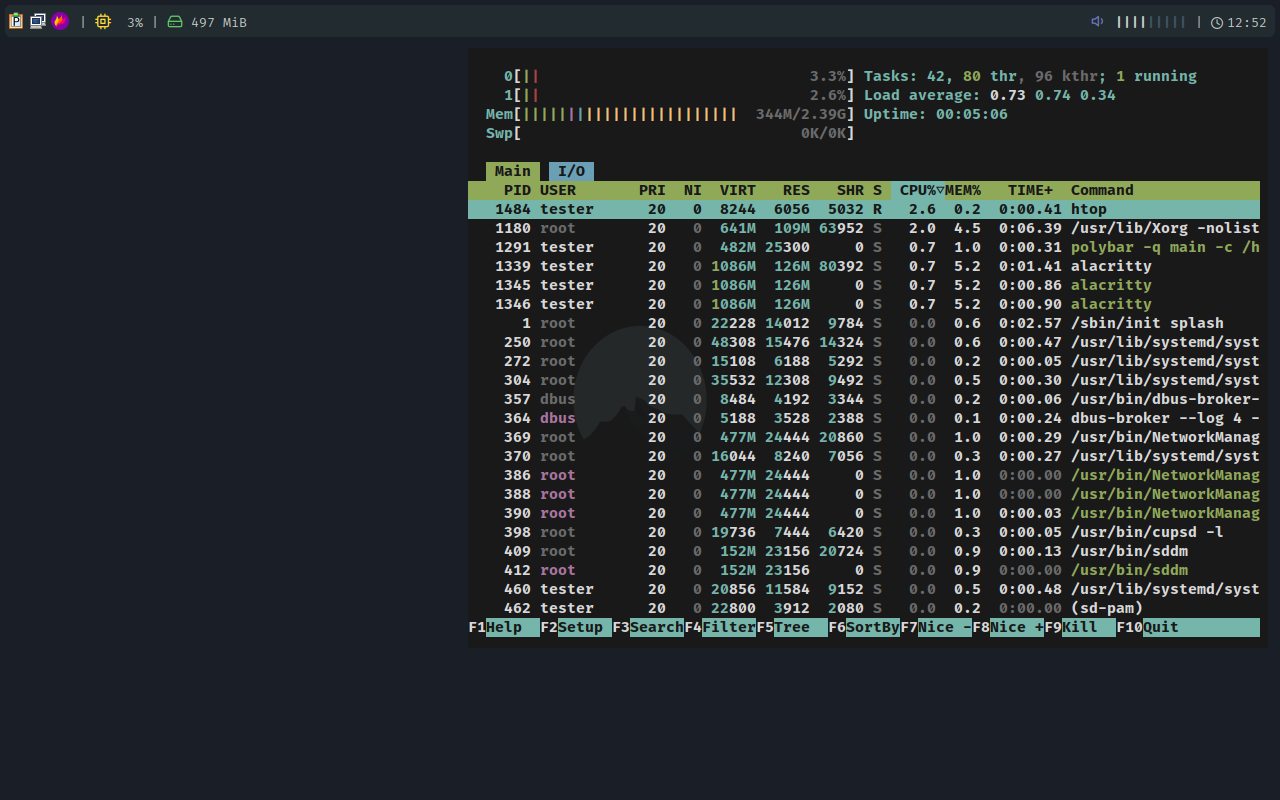 3% 497 MiB 12:52
0[|| 3.3%] Tasks: 42, 80 thr, 96 kthr; 1 running
1[|| 2.6%] Load average: 0.73 0.74 0.34
Mem[|||||||||||||||||||||||| 344M/2.39G] Uptime: 00:05:06
Swp[ 0K/0K]
Main I/O
PID USER PRI NI VIRT RES SHR S CPU%▽MEM% TIME+ Command
1484 tester 20 0 8244 6056 5032 R 2.6 0.2 0:00.41 htop
1180 root 20 0 641M 109M 63952 S 2.0 4.5 0:06.39 /usr/lib/Xorg -nolist
1291 tester 20 0 482M 25300 0 S 0.7 1.0 0:00.31 polybar -q main -c /h
1339 tester 20 0 1086M 126M 80392 S 0.7 5.2 0:01.41 alacritty
1345 tester 20 0 1086M 126M 0 S 0.7 5.2 0:00.86 alacritty
1346 tester 20 0 1086M 126M 0 S 0.7 5.2 0:00.90 alacritty
1 root 20 0 22228 14012 9784 S 0.0 0.6 0:02.57 /sbin/init splash
250 root 20 0 48308 15476 14324 S 0.0 0.6 0:00.47 /usr/lib/systemd/syst
272 root 20 0 15108 6188 5292 S 0.0 0.2 0:00.05 /usr/lib/systemd/syst
304 root 20 0 35532 12308 9492 S 0.0 0.5 0:00.30 /usr/lib/systemd/syst
357 dbus 20 0 8484 4192 3344 S 0.0 0.2 0:00.06 /usr/bin/dbus-broker-
364 dbus 20 0 5188 3528 2388 S 0.0 0.1 0:00.24 dbus-broker --log 4 -
369 root 20 0 477M 24444 20860 S 0.0 1.0 0:00.29 /usr/bin/NetworkManag
370 root 20 0 16044 8240 7056 S 0.0 0.3 0:00.27 /usr/lib/systemd/syst
386 root 20 0 477M 24444 0 S 0.0 1.0 0:00.00 /usr/bin/NetworkManag
388 root 20 0 477M 24444 0 S 0.0 1.0 0:00.00 /usr/bin/NetworkManag
390 root 20 0 477M 24444 0 S 0.0 1.0 0:00.03 /usr/bin/NetworkManag
398 root 20 0 19736 7444 6420 S 0.0 0.3 0:00.05 /usr/bin/cupsd -l
409 root 20 0 152M 23156 20724 S 0.0 0.9 0:00.13 /usr/bin/sddm
412 root 20 0 152M 23156 0 S 0.0 0.9 0:00.00 /usr/bin/sddm
460 tester 20 0 20856 11584 9152 S 0.0 0.5 0:00.48 /usr/lib/systemd/syst
462 tester 20 0 22800 3912 2080 S 0.0 0.2 0:00.00 (sd-pam)
F1Help F2Setup F3SearchF4FilterF5Tree F6SortByF7Nice -F8Nice +F9Kill F10Quit